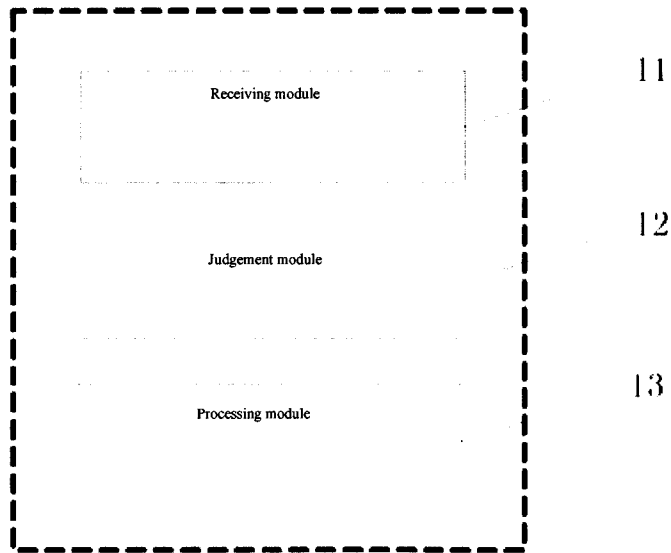 Receiving module
11
Judgement module
12
Processing module
13